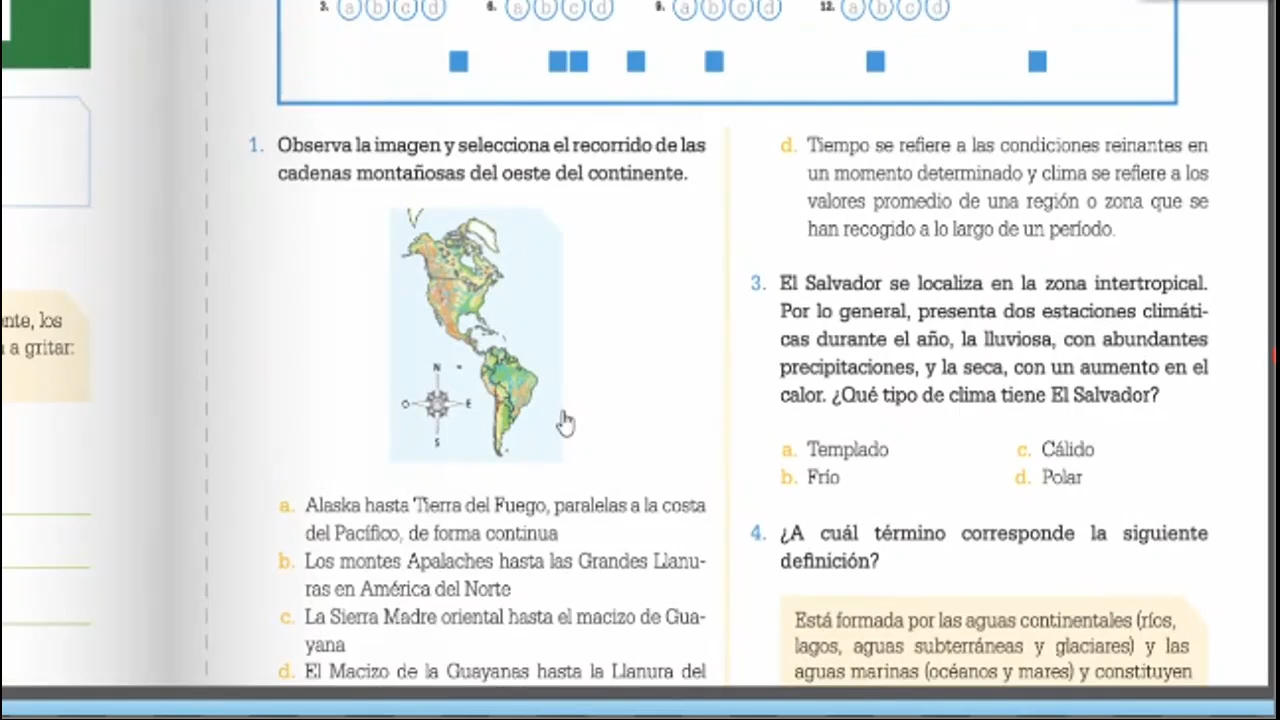 3. a b c d 6. a b c d 9. a b c d 12. a b c d
nte, los
a gritar:
1. Observa la imagen y selecciona el recorrido de las
cadenas montañosas del oeste del continente.
N
O E
S
a. Alaska hasta Tierra del Fuego, paralelas a la costa
del Pacífico, de forma continua
b. Los montes Apalaches hasta las Grandes Llanu-
ras en América del Norte
c. La Sierra Madre oriental hasta el macizo de Gua-
yana
d. El Macizo de la Guayanas hasta la Llanura del
d. Tiempo se refiere a las condiciones reinantes en
un momento determinado y clima se refiere a los
valores promedio de una región o zona que se
han recogido a lo largo de un período.
3. El Salvador se localiza en la zona intertropical.
Por lo general, presenta dos estaciones climáti-
cas durante el año, la lluviosa, con abundantes
precipitaciones, y la seca, con un aumento en el
calor. ¿Qué tipo de clima tiene El Salvador?
a. Templado c. Cálido
b. Frío d. Polar
4. ¿A cuál término corresponde la siguiente
definición?
Está formada por las aguas continentales (ríos,
lagos, aguas subterráneas y glaciares) y las
aguas marinas (océanos y mares) y constituyen